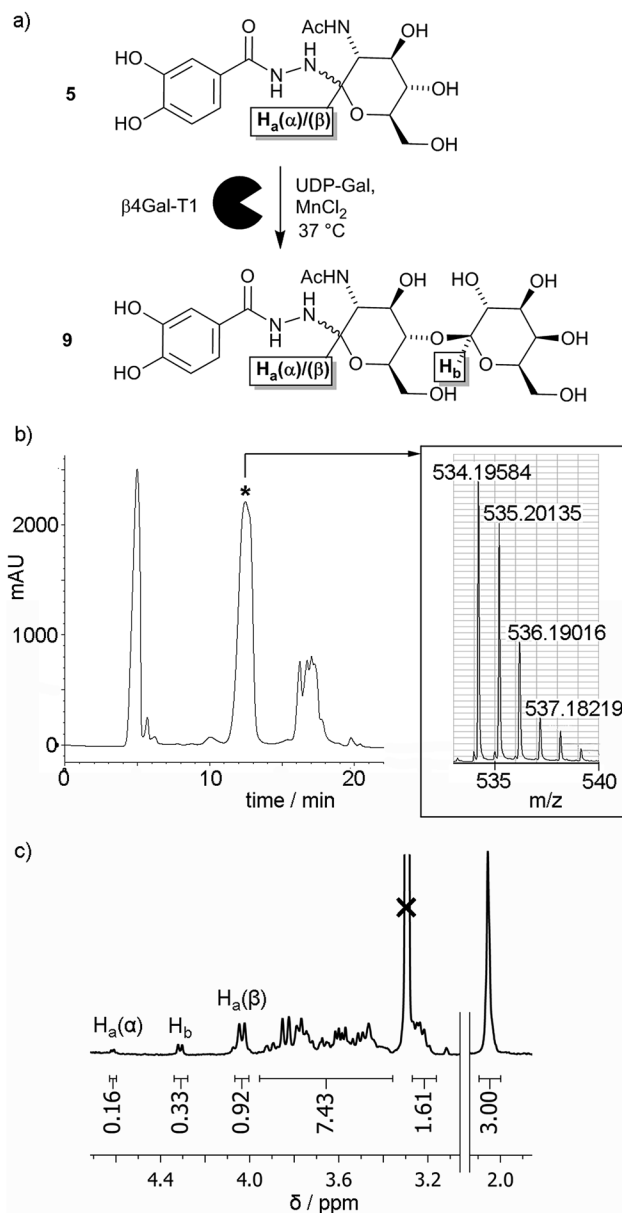 a)
O
AcHN
OH
HO
HO
N
H
H
N
OH
O
OH
5
Ha(α)/(β)
β4Gal-T1
UDP-Gal,
MnCl2
37 °C
O
AcHN
OH
HO
OH
HO
HO
N
H
H
N
O
OH
9
Ha(α)/(β)
O
OH
Hb
O
OH
b)
mAU
2000
1000
0
0 10 20
time / min
*
534.19584
535.20135
536.19016
537.18219
535 540
m/z
c)
Ha(α)
Hb
Ha(β)
0.16
0.33
0.92
7.43
1.61
3.00
4.4 4.0 3.6 3.2 2.0
δ / ppm